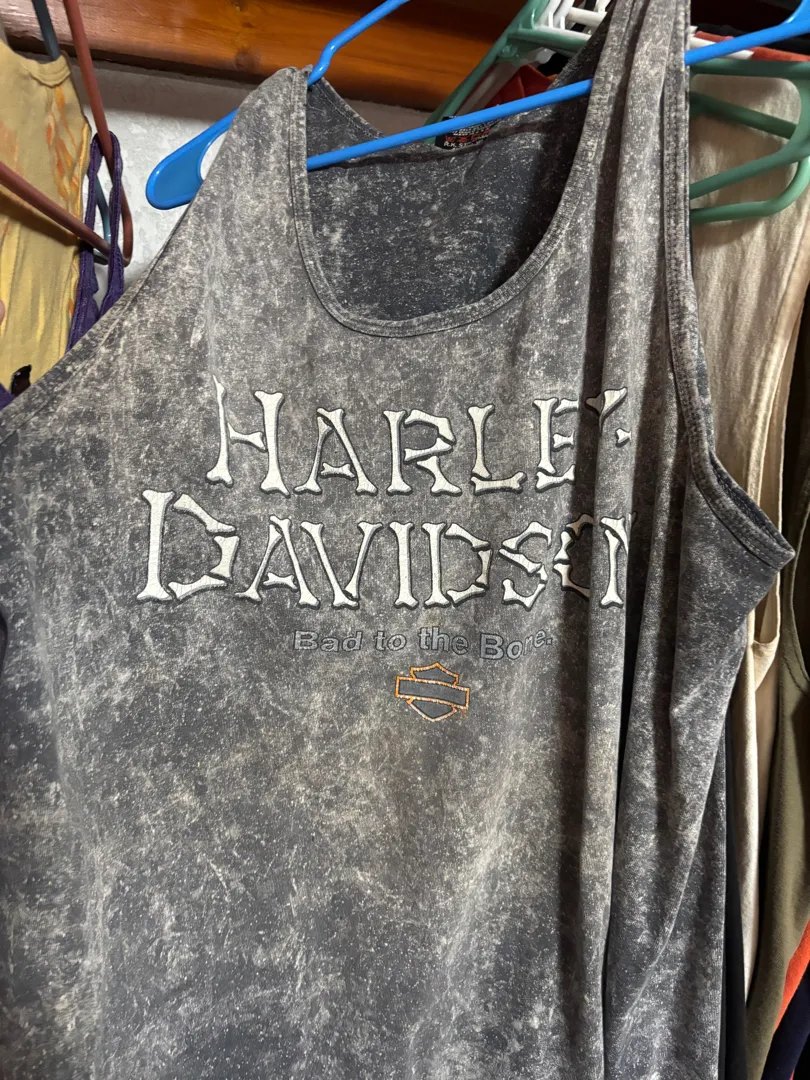 HARLEY-
DAVIDSON
Bad to the Bone.